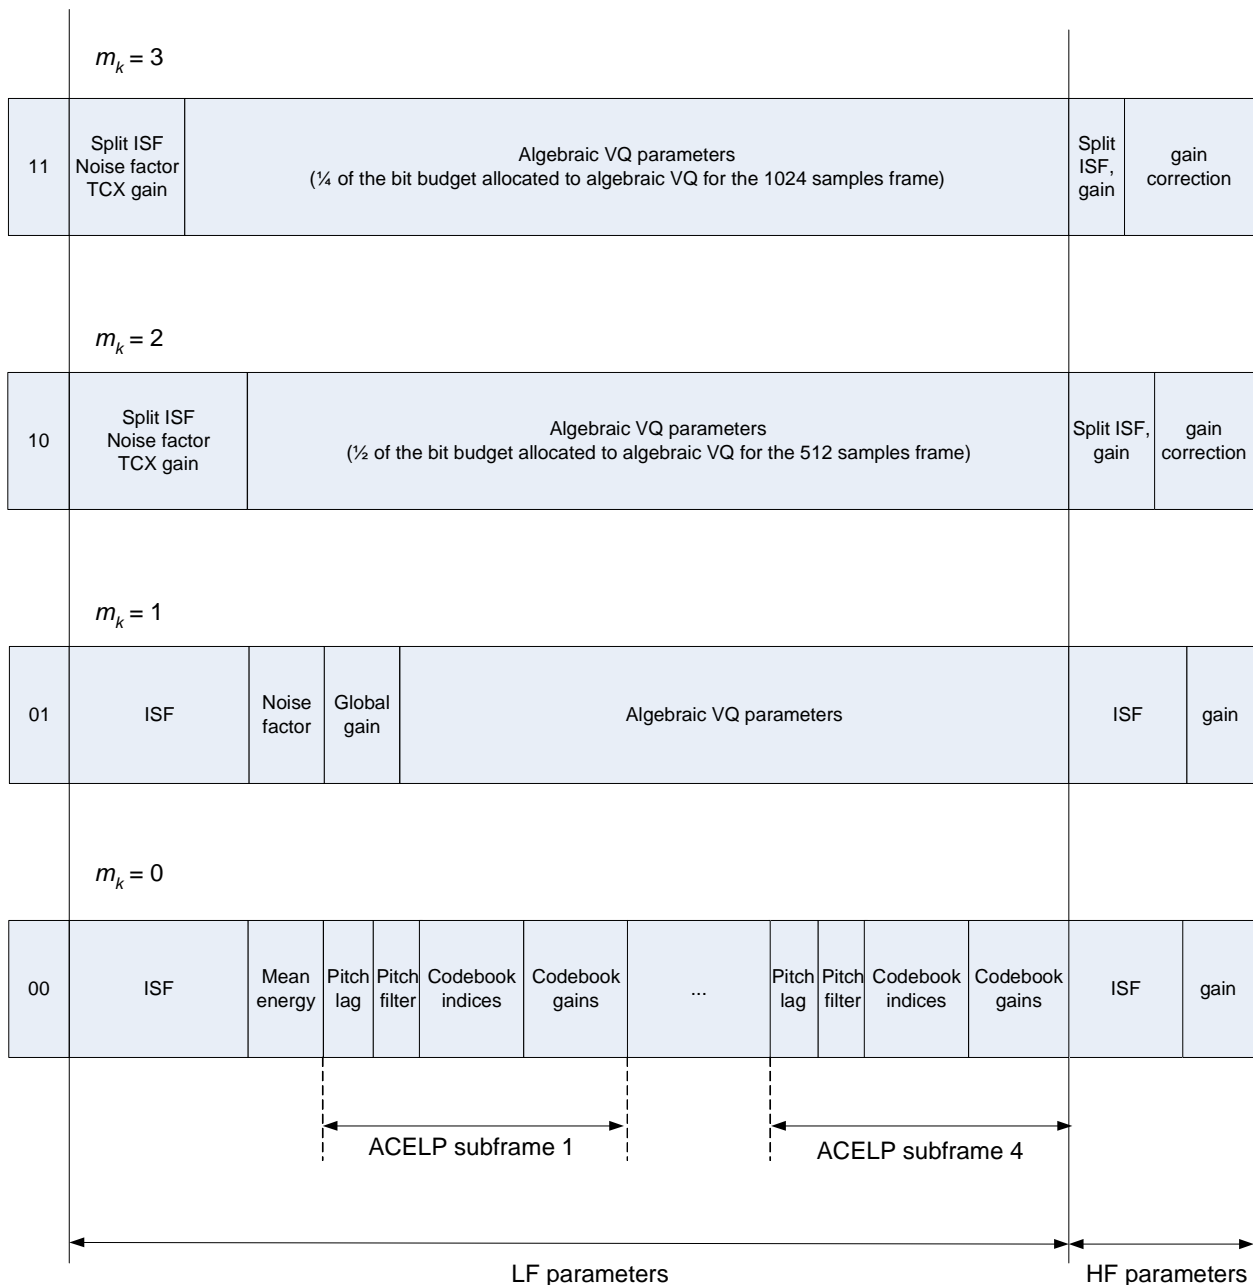 m_k = 3
11
Split ISF
Noise factor
TCX gain
Algebraic VQ parameters
(¼ of the bit budget allocated to algebraic VQ for the 1024 samples frame)
Split
ISF,
gain
gain
correction
m_k = 2
10
Split ISF
Noise factor
TCX gain
Algebraic VQ parameters
(½ of the bit budget allocated to algebraic VQ for the 512 samples frame)
Split ISF,
gain
gain
correction
m_k = 1
01
ISF
Noise
factor
Global
gain
Algebraic VQ parameters
ISF
gain
m_k = 0
00
ISF
Mean
energy
Pitch
lag
Pitch
filter
Codebook
indices
Codebook
gains
...
Pitch
lag
Pitch
filter
Codebook
indices
Codebook
gains
ISF
gain
ACELP subframe 1
ACELP subframe 4
LF parameters
HF parameters